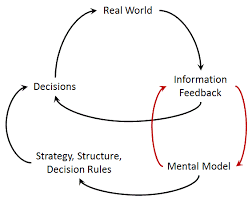 Real World
Decisions
Information
Feedback
Strategy, Structure,
Decision Rules
Mental Model